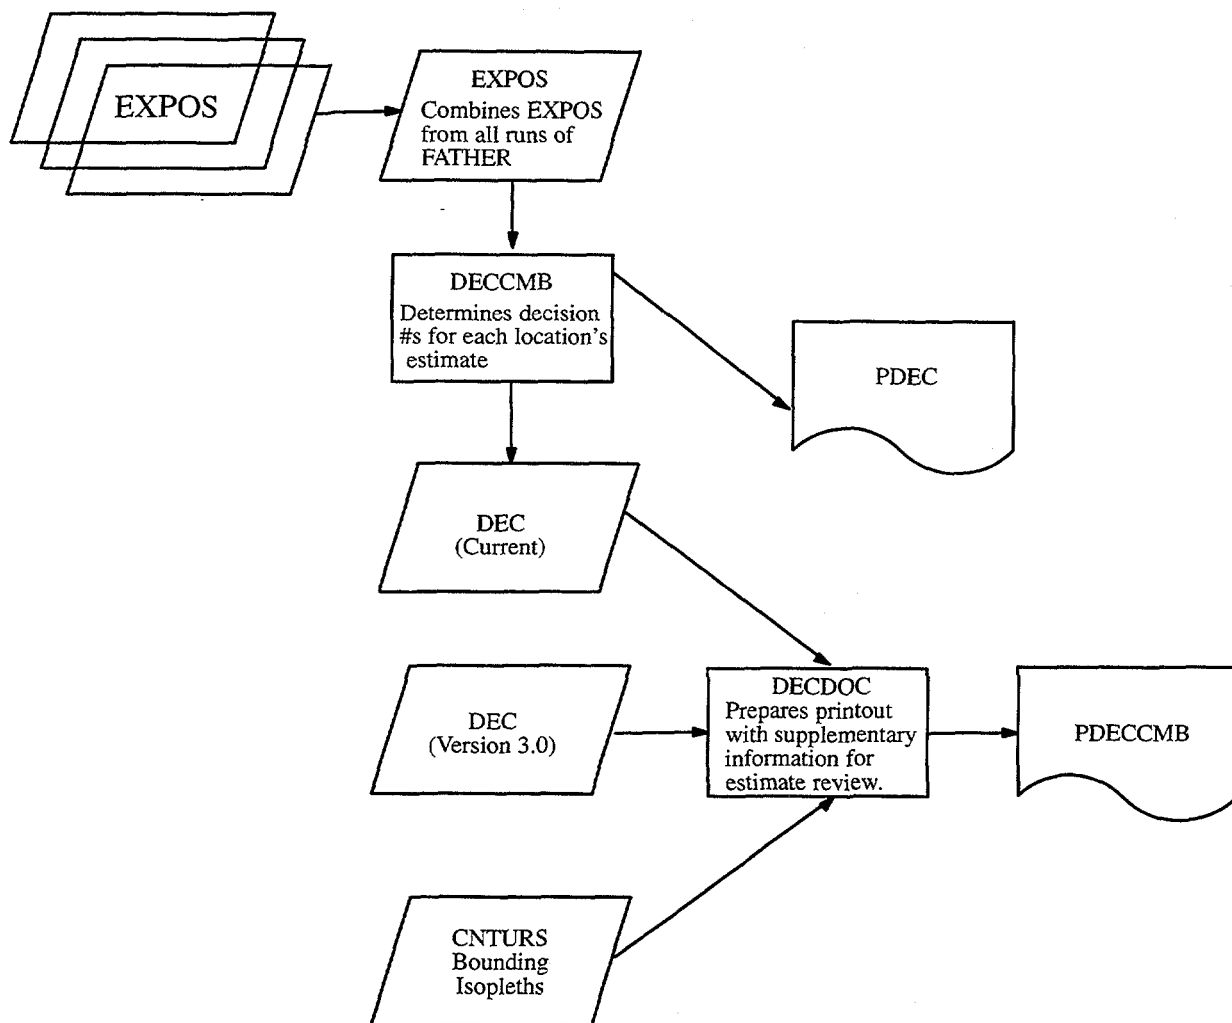 EXPOS
EXPOS
Combines EXPOS
from all runs of
FATHER
DECCMB
Determines decision
#s for each location's
estimate
PDEC
DEC
(Current)
DEC
(Version 3.0)
DECDOC
Prepares printout
with supplementary
information for
estimate review.
PDECCMB
CNTURS
Bounding
Isopleths